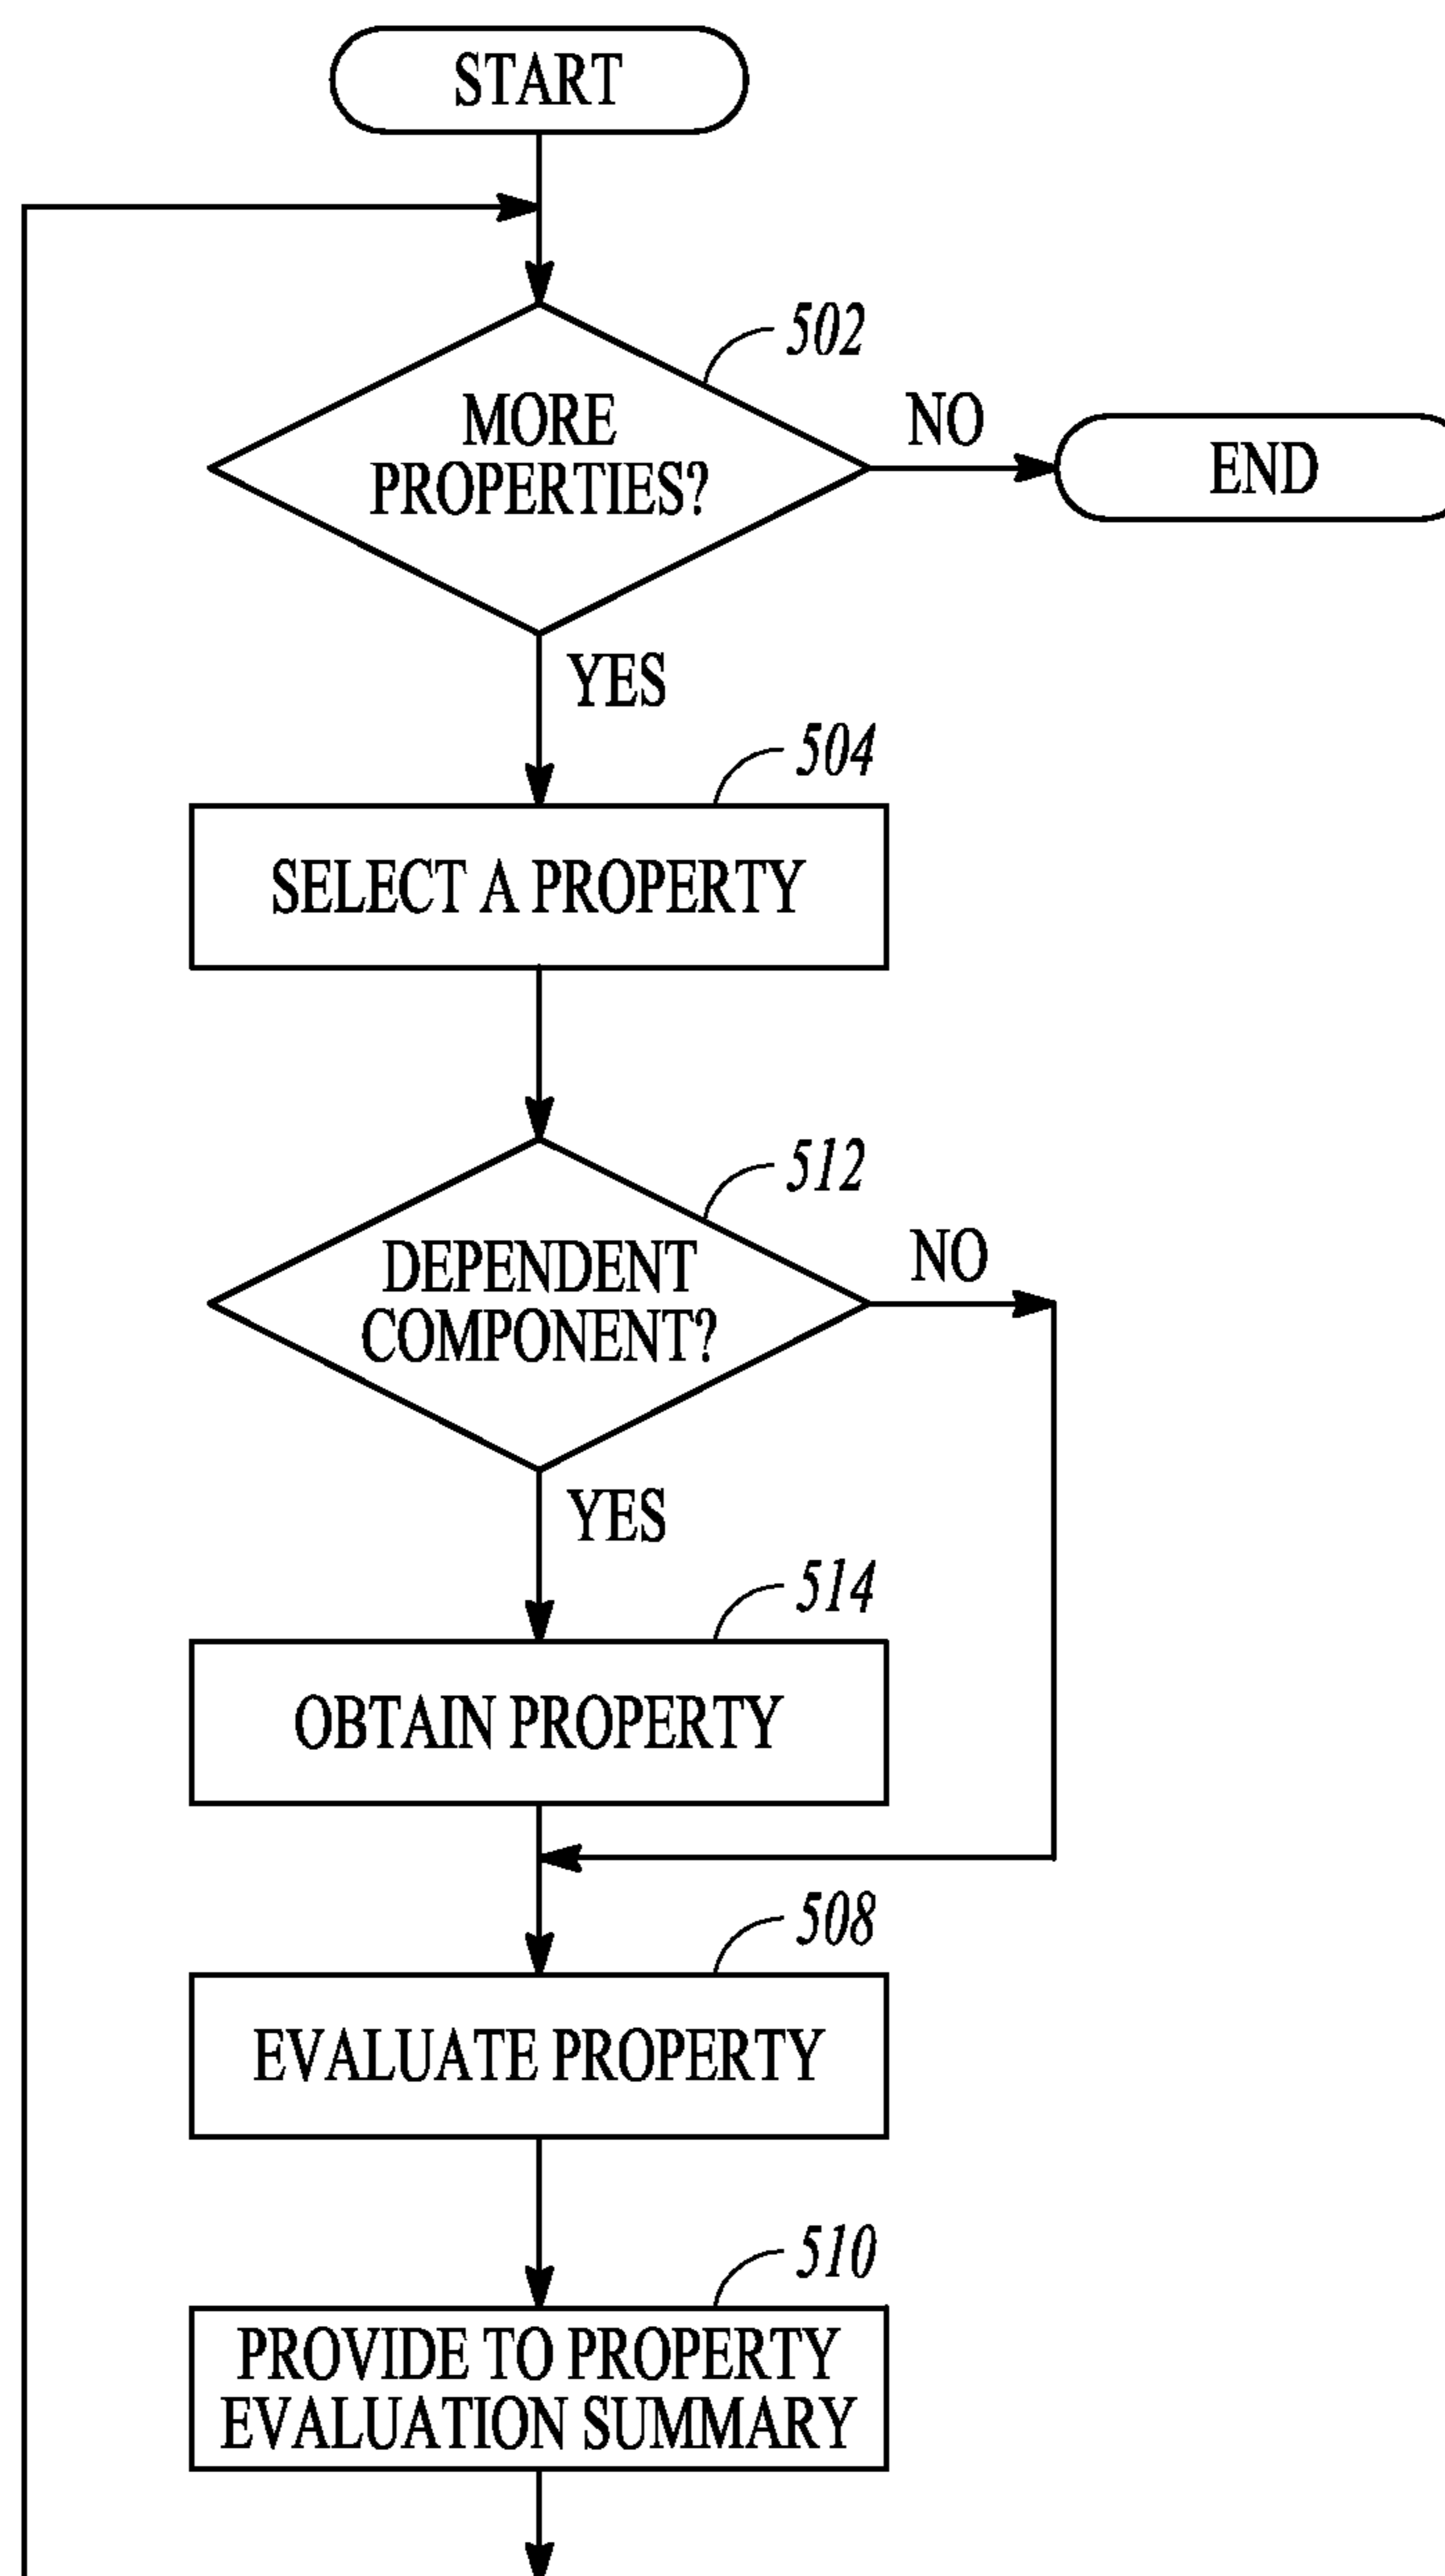 START
502
MORE
PROPERTIES?
NO
END
YES
504
SELECT A PROPERTY
512
DEPENDENT
COMPONENT?
NO
YES
514
OBTAIN PROPERTY
508
EVALUATE PROPERTY
510
PROVIDE TO PROPERTY
EVALUATION SUMMARY